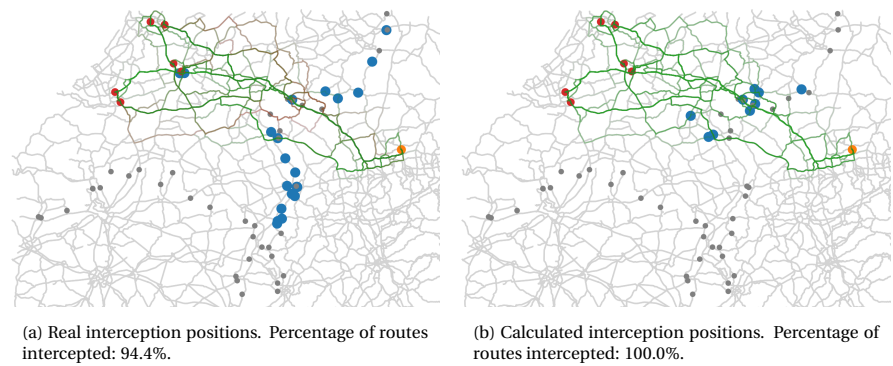 (a) Real interception positions. Percentage of routes
intercepted: 94.4%.
(b) Calculated interception positions. Percentage of
routes intercepted: 100.0%.